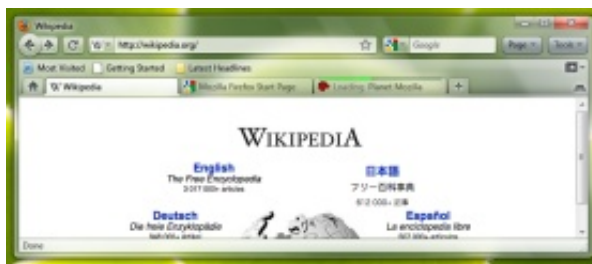 Wikipedia
http://wikipedia.org/
Google
Page
Tools
Most Visited
Getting Started
Latest Headlines
Wikipedia
Mozilla Firefox Start Page
Loading: Planet Mozilla
WIKIPEDIA
English
The Free Encyclopedia
日本語
フリー百科事典
Deutsch
Die freie Enzyklopädie
Español
La enciclopedia libre
Done